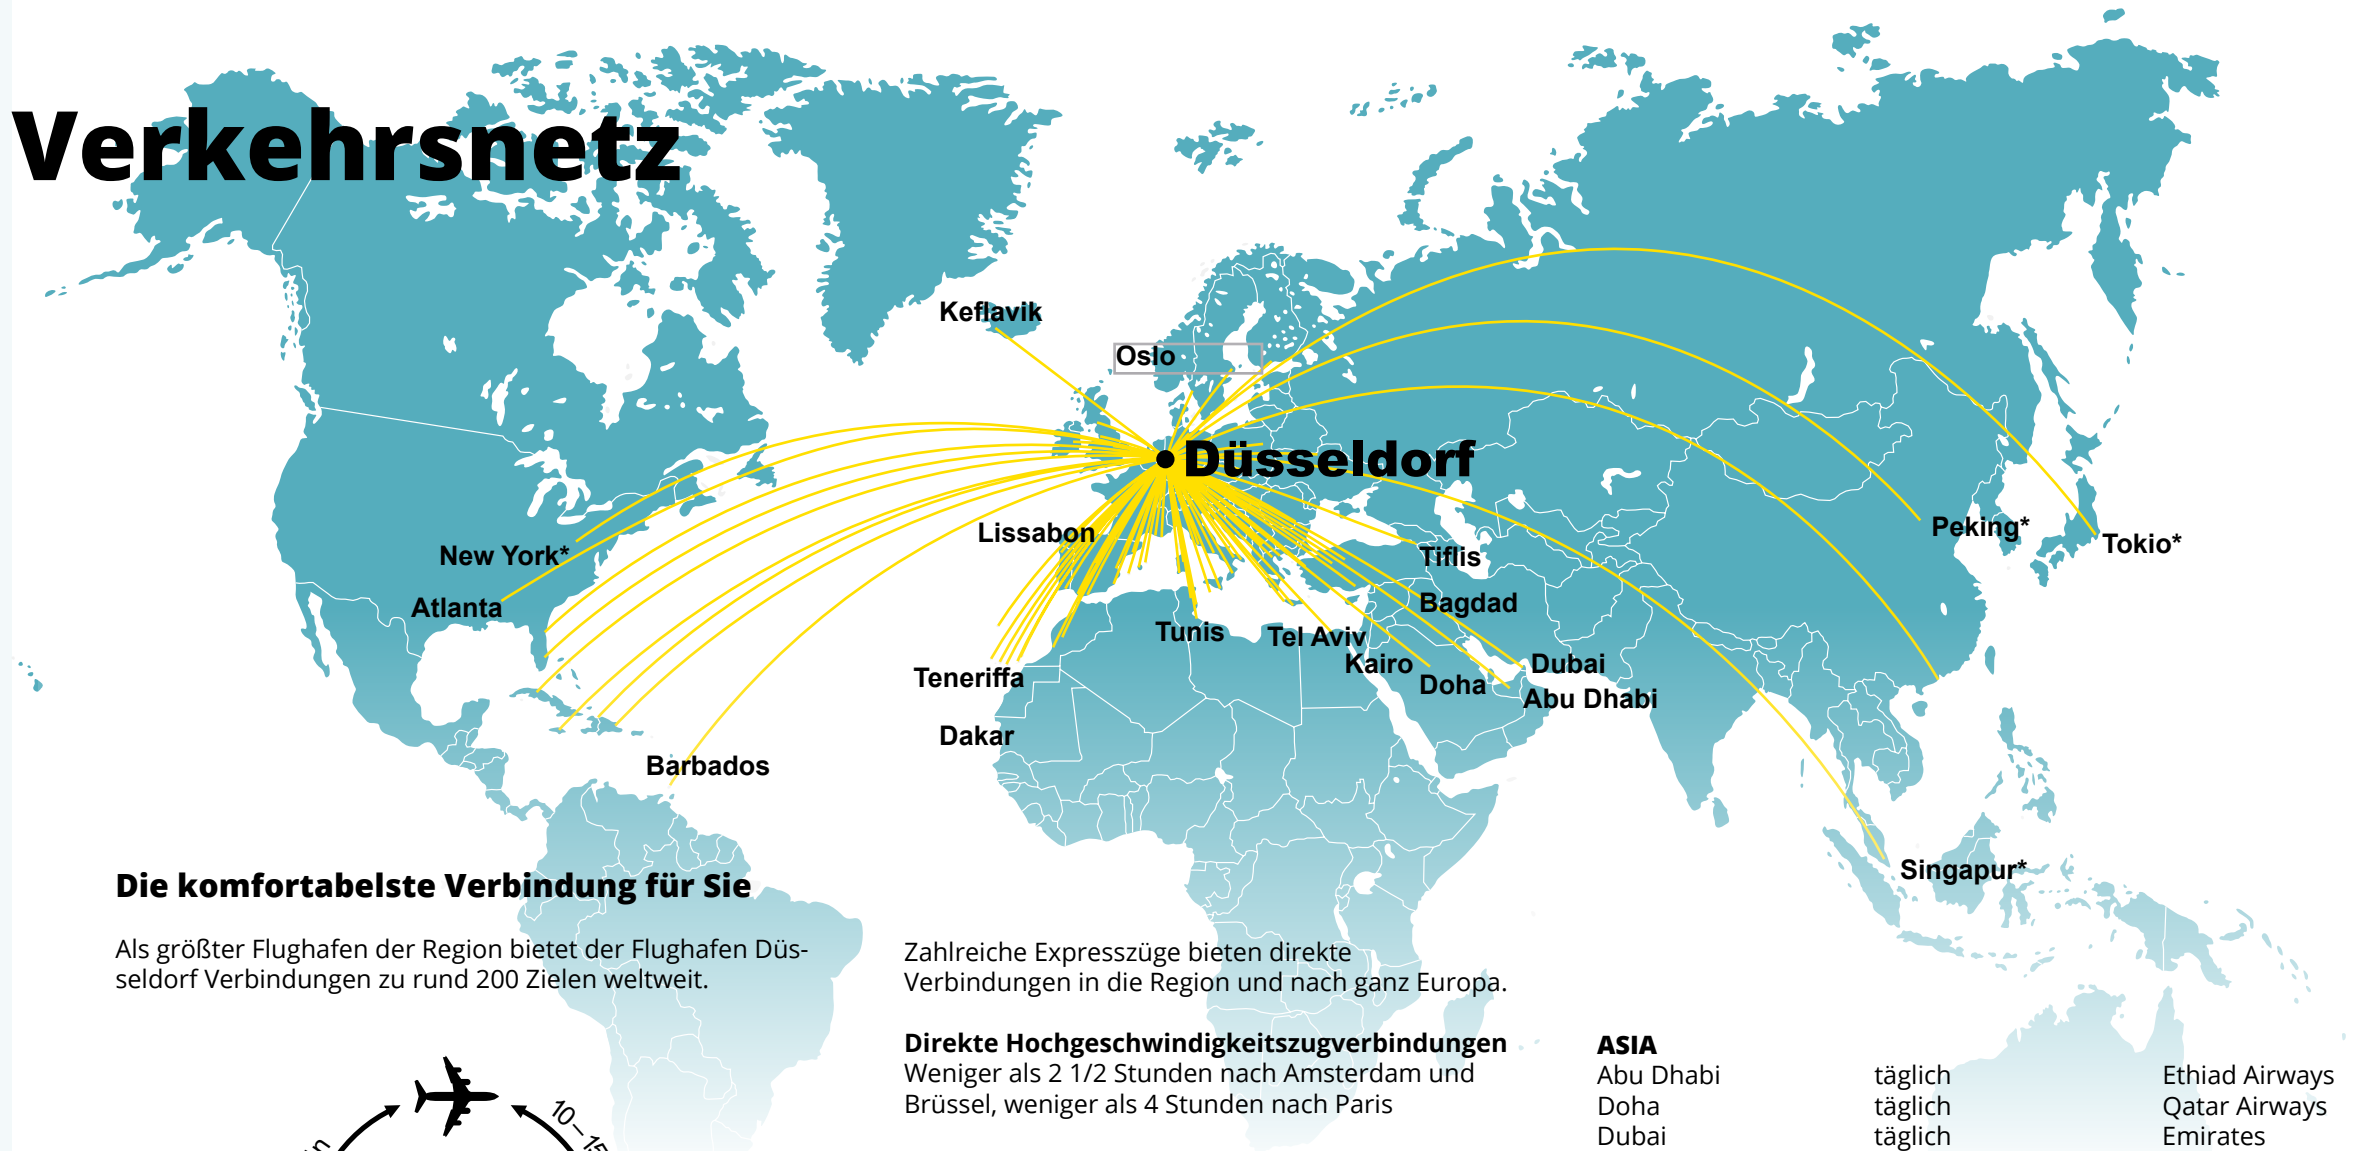 Verkehrsnetz
Keflavik
Oslo
Düsseldorf
Lissabon
New York*
Atlanta
Tiflis
Peking*
Tokio*
Bagdad
Tunis
Tel Aviv
Kairo
Dubai
Teneriffa
Doha
Abu Dhabi
Dakar
Barbados
Singapur*
Die komfortabelste Verbindung für Sie
Als größter Flughafen der Region bietet der Flughafen Düs-
seldorf Verbindungen zu rund 200 Zielen weltweit.
Zahlreiche Expresszüge bieten direkte
Verbindungen in die Region und nach ganz Europa.
Direkte Hochgeschwindigkeitszugverbindungen
Weniger als 2 1/2 Stunden nach Amsterdam und
Brüssel, weniger als 4 Stunden nach Paris
ASIA
Abu Dhabi täglich Ethiad Airways
Doha täglich Qatar Airways
Dubai täglich Emirates
10–15